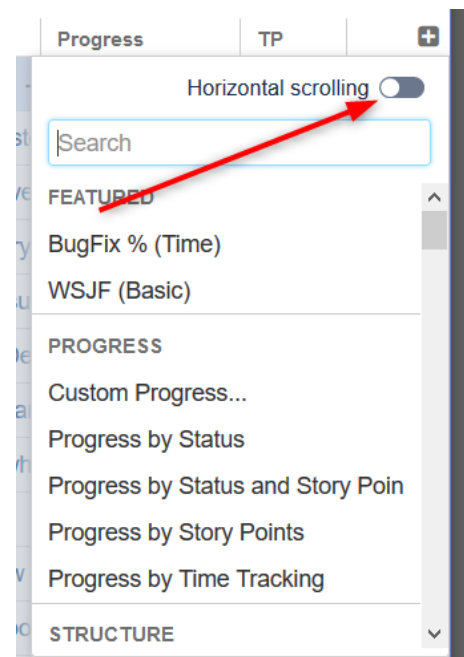 Progress TP
Horizontal scrolling
Search
FEATURED
BugFix % (Time)
WSJF (Basic)
PROGRESS
Custom Progress...
Progress by Status
Progress by Status and Story Poin
Progress by Story Points
Progress by Time Tracking
STRUCTURE